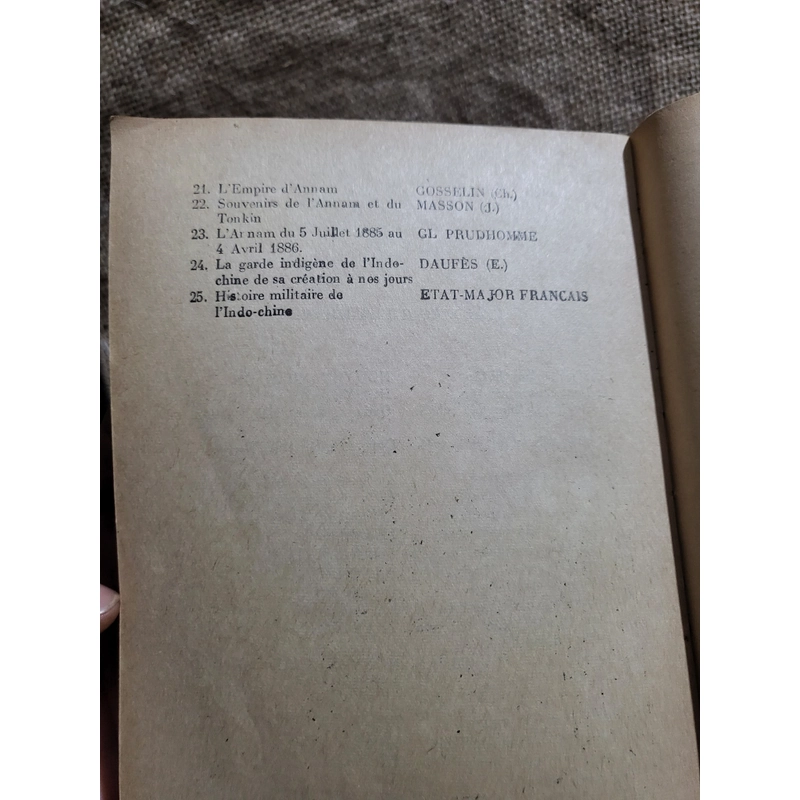 21. L'Empire d'Annam GOSSELIN (Ch.)
22. Souvenirs de l'Annam et du MASSON (J.)
Tonkin
23. L'Annam du 5 Juillet 1885 au GL PRUDHOMME
4 Avril 1886.
24. La garde indigène de l'Indo- DAUFÈS (E.)
chine de sa création à nos jours
25. Histoire militaire de ETAT-MAJOR FRANCAIS
l'Indo-chine